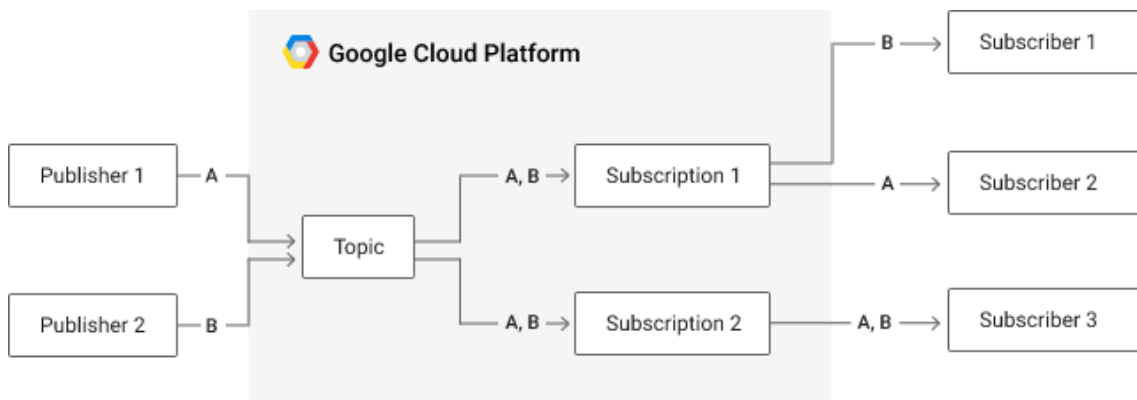 Google Cloud Platform
B
Subscriber 1
Publisher 1
A
A, B
Subscription 1
A
Subscriber 2
Topic
Publisher 2
B
A, B
Subscription 2
A, B
Subscriber 3